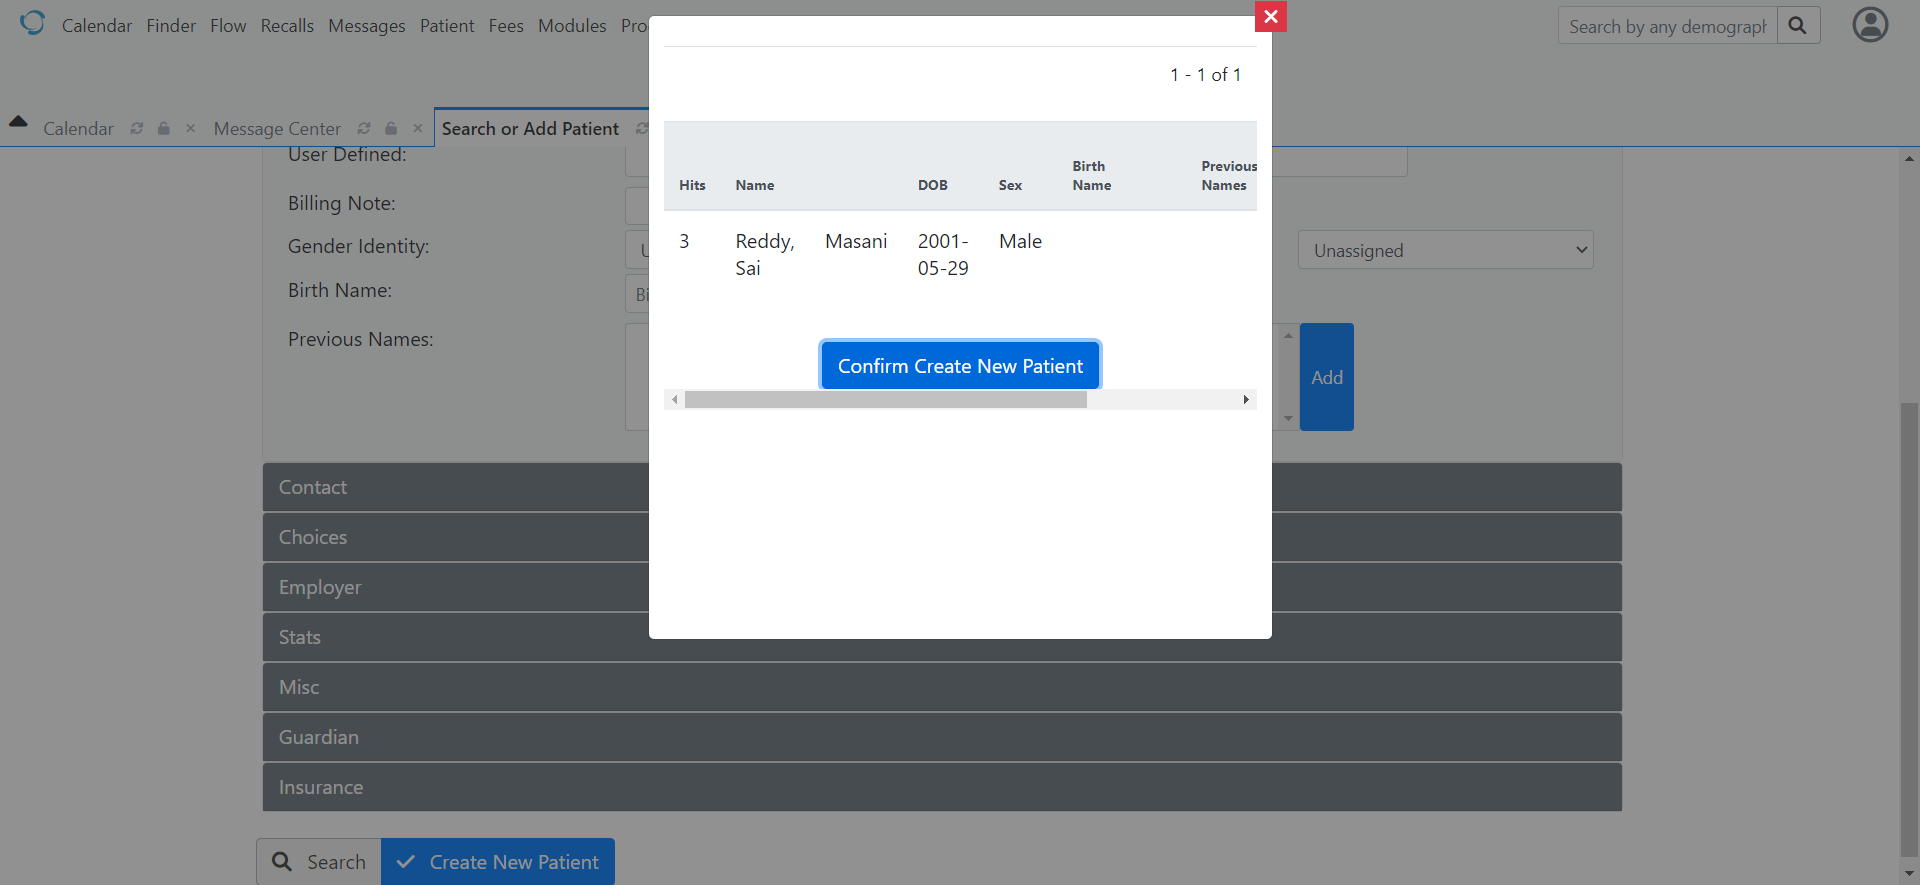 Calendar Finder Flow Recalls Messages Patient Fees Modules
Search by any demograph
1 - 1 of 1
Calendar Message Center Search or Add Patient
User Defined:
Hits Name DOB Sex Birth Name Previous Names
Billing Note:
Gender Identity:
3 Reddy, Sai Masani 2001-05-29 Male
Unassigned
Birth Name:
Previous Names:
Confirm Create New Patient
Add
Contact
Choices
Employer
Stats
Misc
Guardian
Insurance
Search Create New Patient